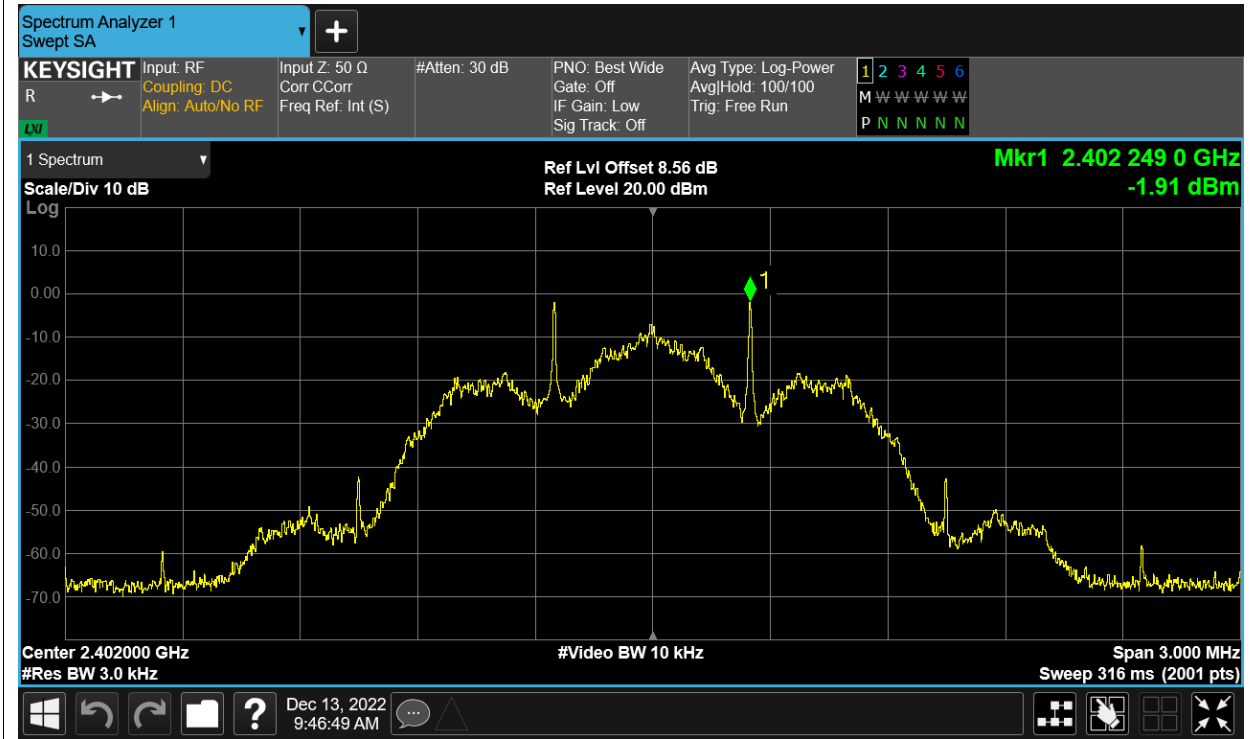 Spectrum Analyzer 1
Swept SA
KEYSIGHT
R
LXI
Input: RF
Coupling: DC
Align: Auto/No RF
Input Z: 50 Ω
Corr CCorr
Freq Ref: Int (S)
#Atten: 30 dB
PNO: Best Wide
Gate: Off
IF Gain: Low
Sig Track: Off
Avg Type: Log-Power
Avg|Hold: 100/100
Trig: Free Run
1 2 3 4 5 6
M W W W W W
P N N N N N
1 Spectrum
Ref Lvl Offset 8.56 dB
Mkr1 2.402 249 0 GHz
Scale/Div 10 dB
Ref Level 20.00 dBm
-1.91 dBm
Log
10.0
0.00
-10.0
-20.0
-30.0
-40.0
-50.0
-60.0
-70.0
1
Center 2.402000 GHz
#Video BW 10 kHz
Span 3.000 MHz
#Res BW 3.0 kHz
Sweep 316 ms (2001 pts)
?
Dec 13, 2022
9:46:49 AM